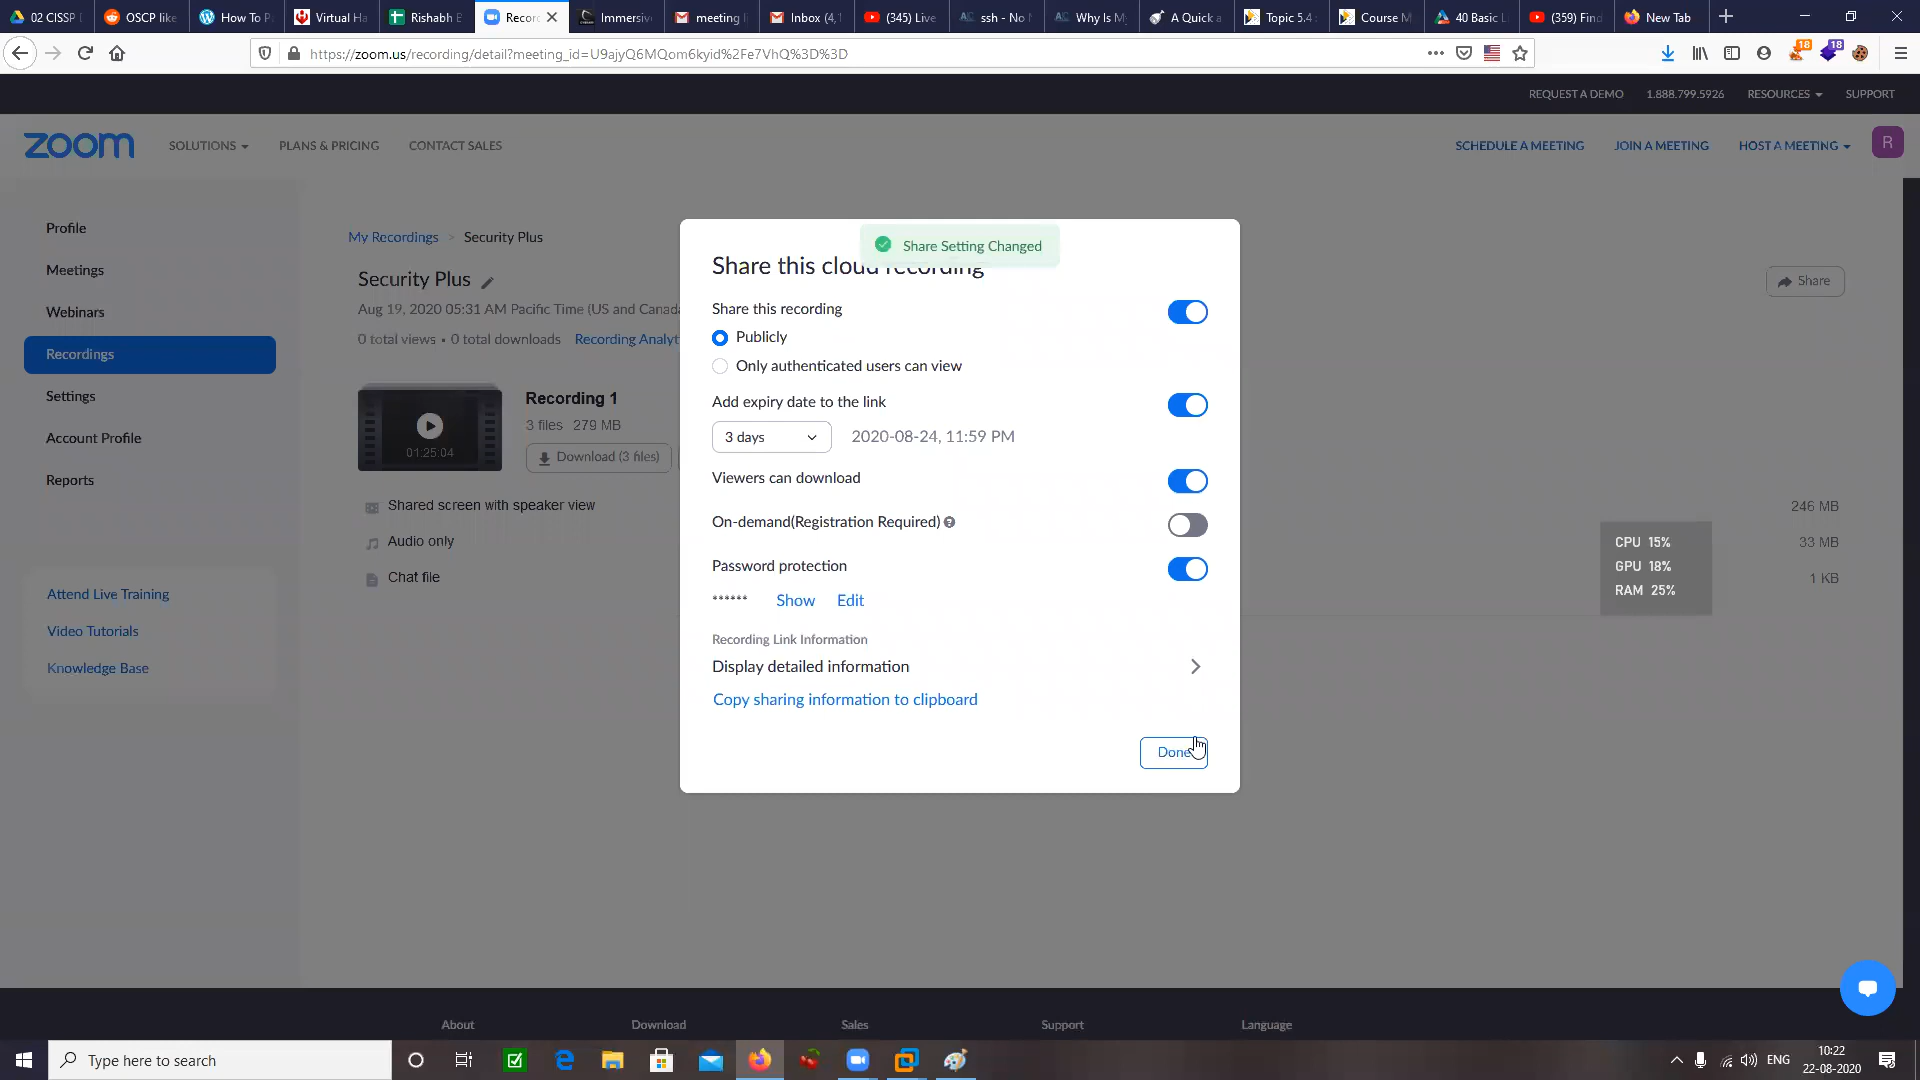 02 CISSP
OSCP like
How To P
Virtual Ha
Rishabh B
Recor
Immersiv
meeting l
Inbox (4,
(345) Live
ssh - No
Why Is M
A Quick a
Topic 5.4
Course M
40 Basic L
(359) Find
New Tab
https://zoom.us/recording/detail?meeting_id=U9ajyQ6MQom6kyid%2Fe7VhQ%3D%3D
18
18
REQUEST A DEMO 1.888.799.5926 RESOURCES SUPPORT
zoom
SOLUTIONS PLANS & PRICING CONTACT SALES
SCHEDULE A MEETING JOIN A MEETING HOST A MEETING
R
Profile
Meetings
Webinars
Recordings
Settings
Account Profile
Reports
Attend Live Training
Video Tutorials
Knowledge Base
My Recordings > Security Plus
Security Plus
Share
Aug 19, 2020 05:31 AM Pacific Time (US and Canada
0 total views • 0 total downloads Recording Analyt
Recording 1
3 files 279 MB
01:25:04
Download (3 files)
Shared screen with speaker view
246 MB
Audio only
33 MB
Chat file
1 KB
Share Setting Changed
Share this cloud recording
Share this recording
Publicly
Only authenticated users can view
Add expiry date to the link
3 days 2020-08-24, 11:59 PM
Viewers can download
On-demand(Registration Required)
Password protection
****** Show Edit
Recording Link Information
Display detailed information
Copy sharing information to clipboard
Done
CPU 15%
GPU 18%
RAM 25%
About Download Sales Support Language
Type here to search
ENG
10:22
22-08-2020